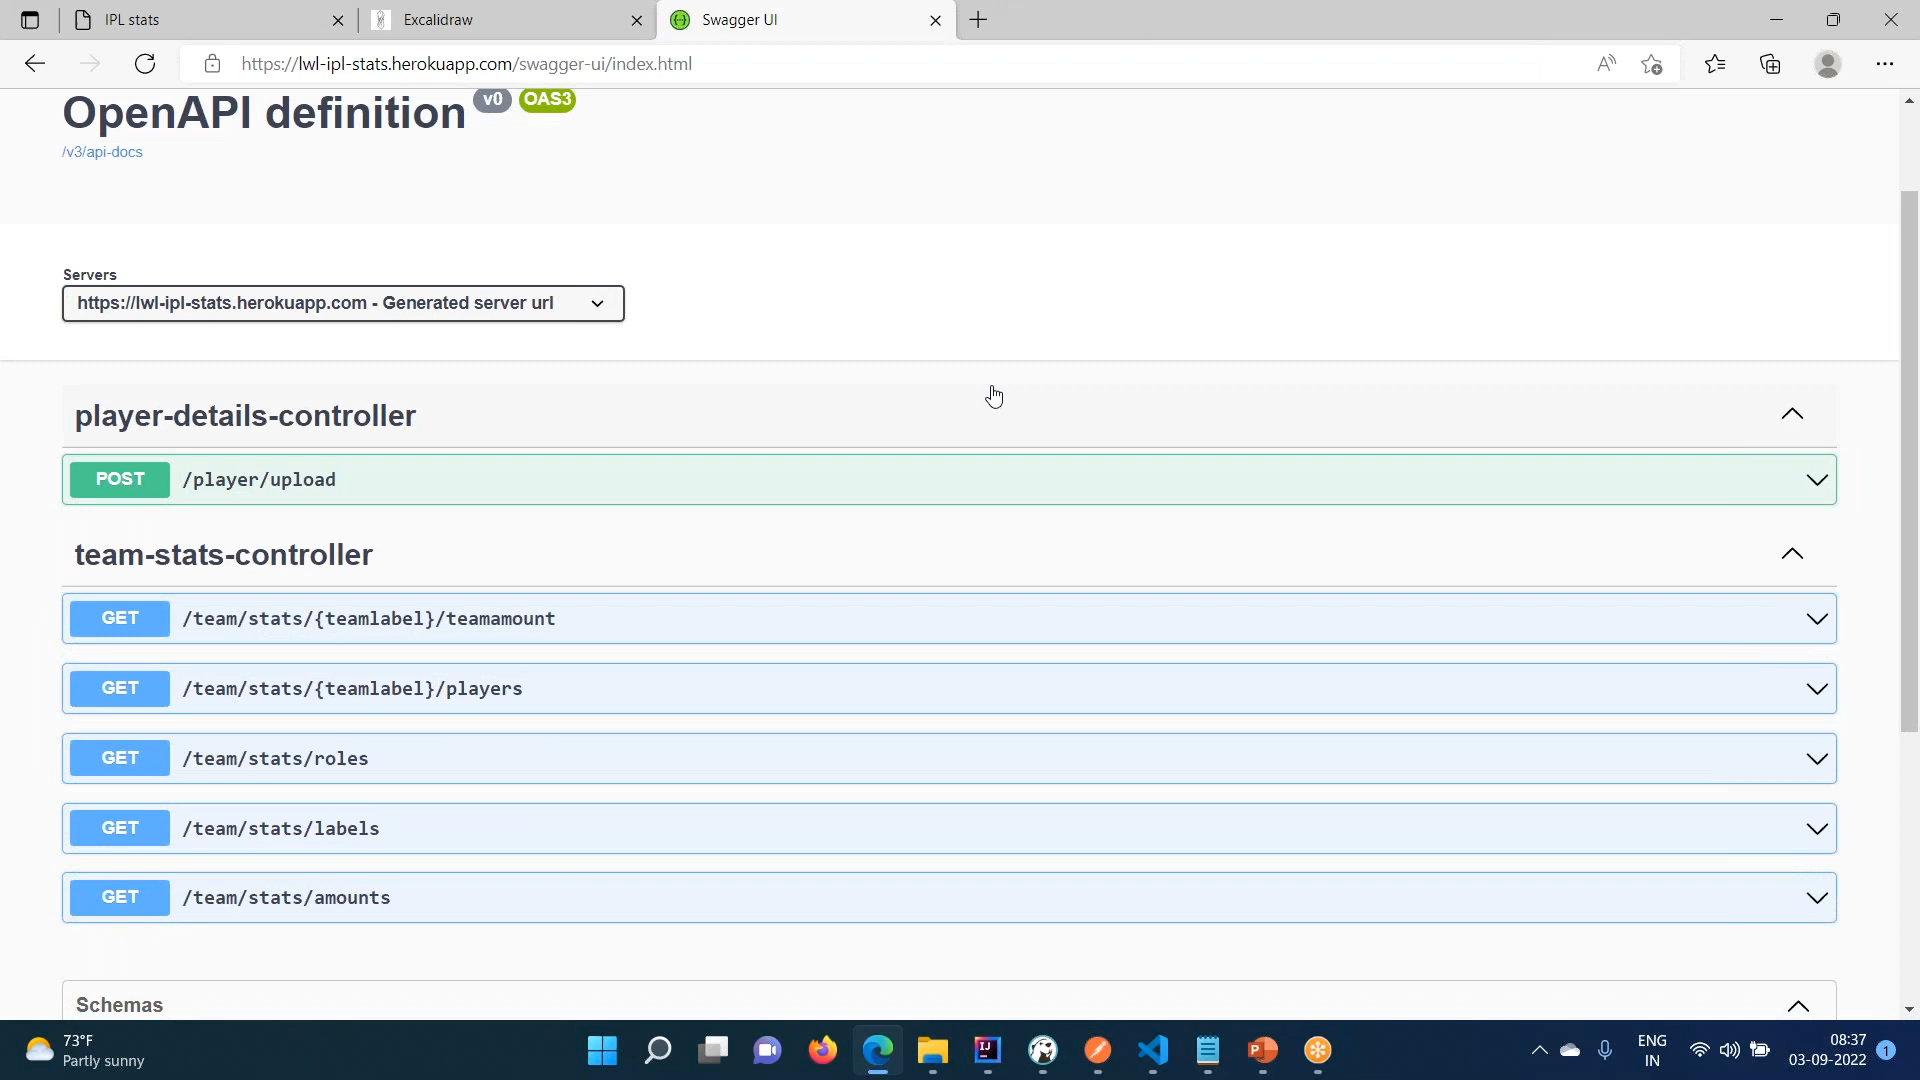 IPL stats
Excalidraw
Swagger UI
https://lwl-ipl-stats.herokuapp.com/swagger-ui/index.html
OpenAPI definition v0 OAS3
/v3/api-docs
Servers
https://lwl-ipl-stats.herokuapp.com - Generated server url
player-details-controller
POST /player/upload
team-stats-controller
GET /team/stats/{teamlabel}/teamamount
GET /team/stats/{teamlabel}/players
GET /team/stats/roles
GET /team/stats/labels
GET /team/stats/amounts
Schemas
73°F
Partly sunny
ENG
IN
08:37
03-09-2022
1